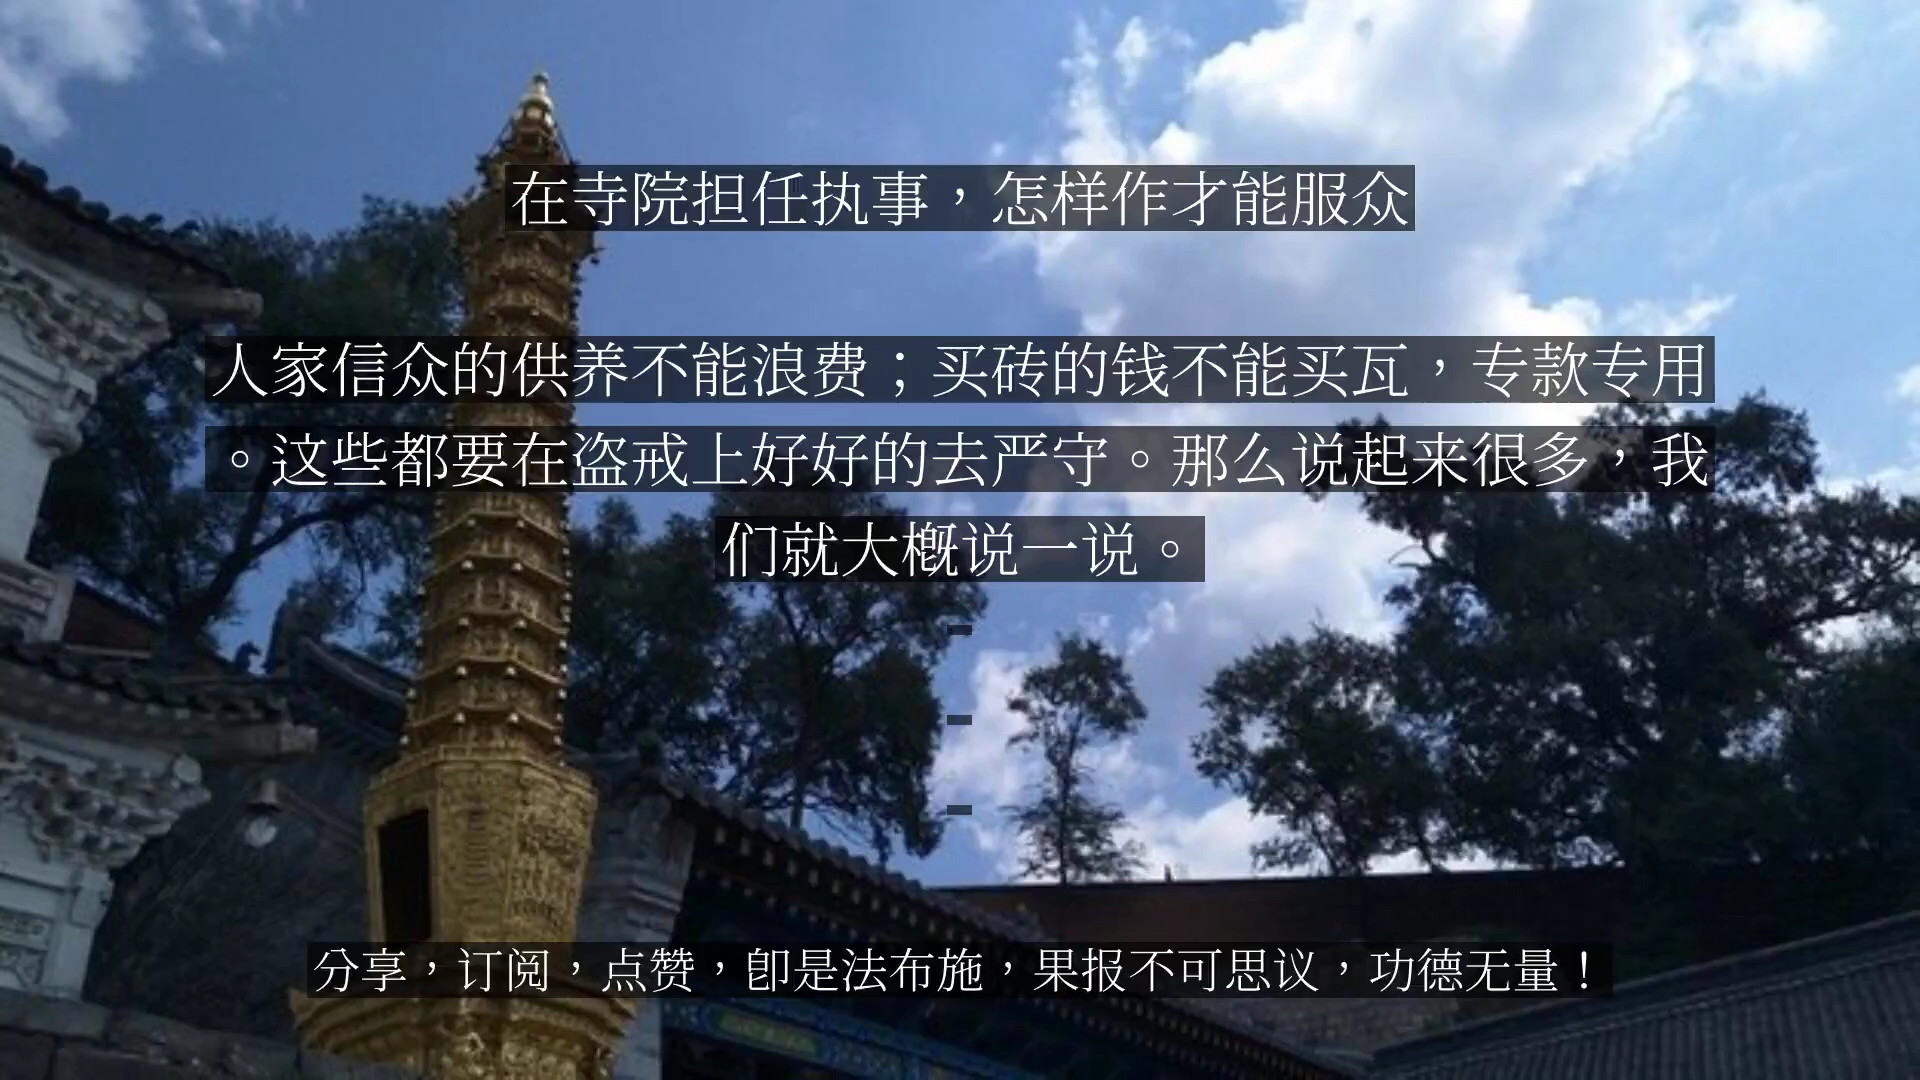 在寺院担任执事，怎样作才能服众
人家信众的供养不能浪费；买砖的钱不能买瓦，专款专用
。这些都要在盗戒上好好的去严守。那么说起来很多，我
们就大概说一说。
分享，订阅，点赞，即是法布施，果报不可思议，功德无量！